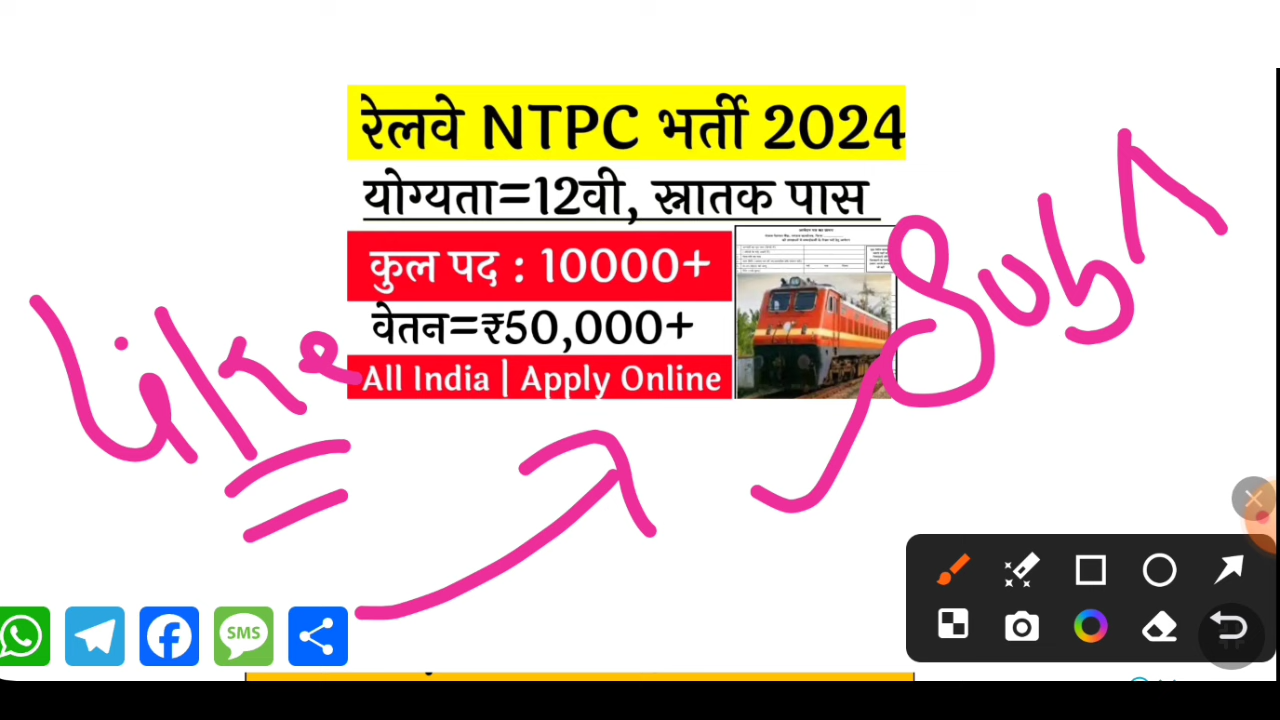 रेलवे NTPC भर्ती 2024
योग्यता=12वी, स्नातक पास
कुल पद : 10000+
वेतन=₹50,000+
All India | Apply Online
Like
Sub
SMS